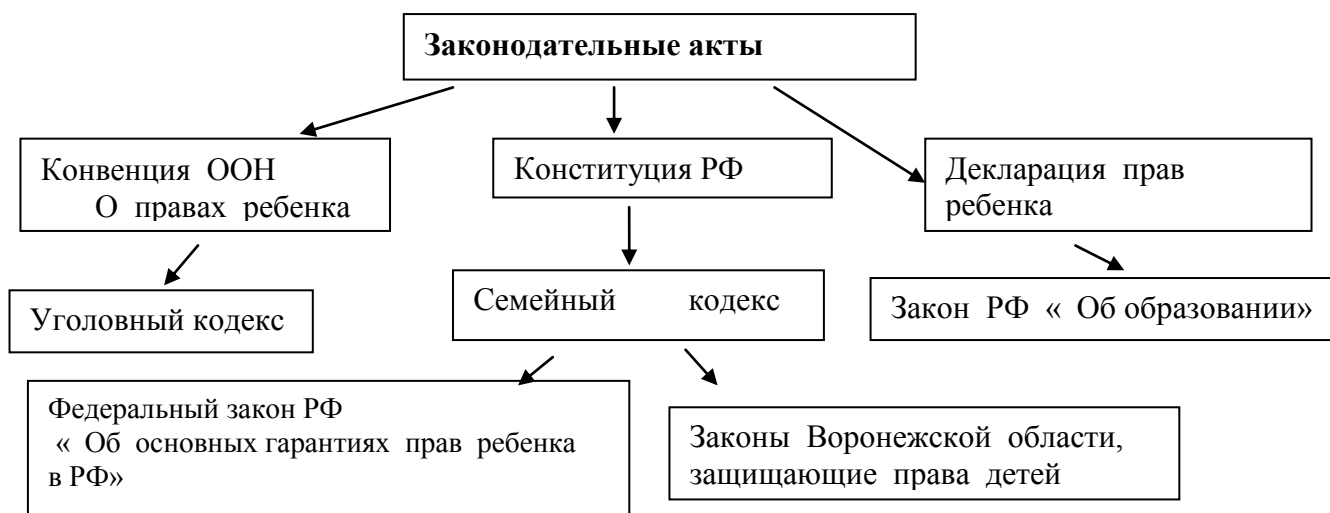 Законодательные акты
Конвенция ООН
О правах ребенка
Конституция РФ
Декларация прав
ребенка
Уголовный кодекс
Семейный кодекс
Закон РФ « Об образовании»
Федеральный закон РФ
« Об основных гарантиях прав ребенка
в РФ»
Законы Воронежской области,
защищающие права детей